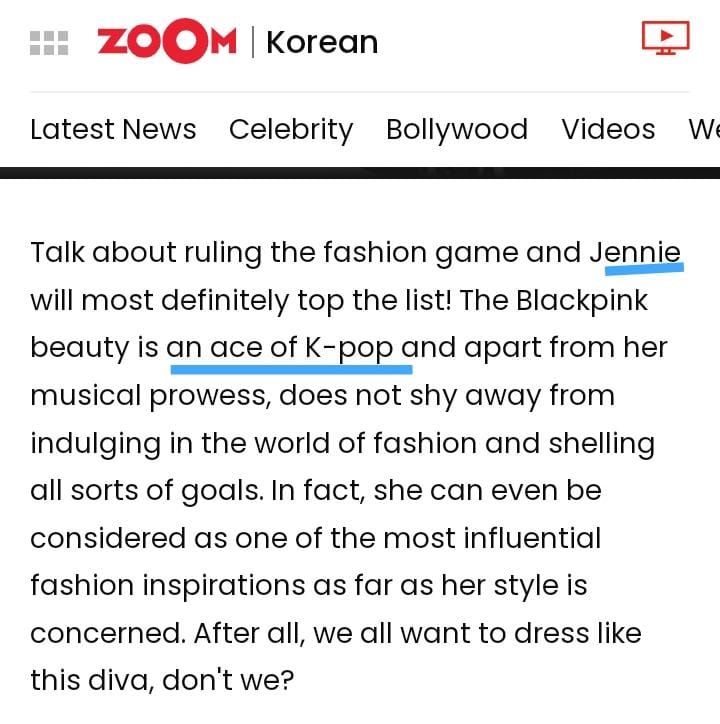 ZOOM | Korean
Latest News Celebrity Bollywood Videos
Talk about ruling the fashion game and Jennie
will most definitely top the list! The Blackpink
beauty is an ace of K-pop and apart from her
musical prowess, does not shy away from
indulging in the world of fashion and shelling
all sorts of goals. In fact, she can even be
considered as one of the most influential
fashion inspirations as far as her style is
concerned. After all, we all want to dress like
this diva, don't we?